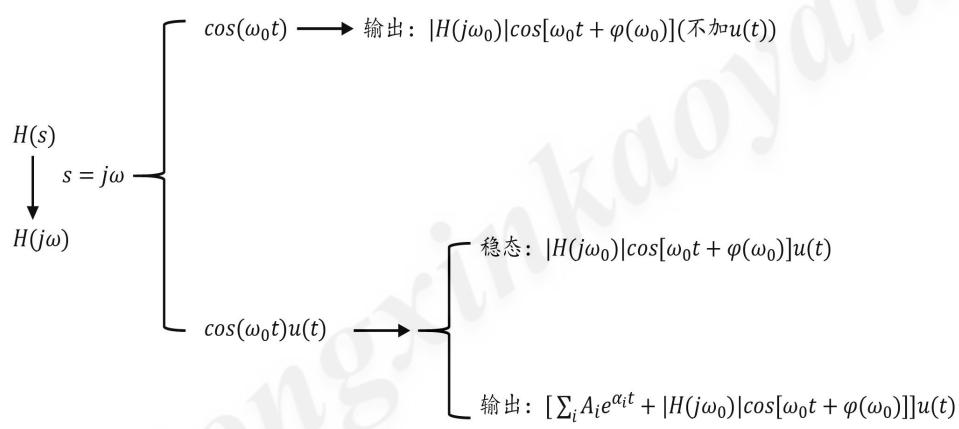 cos(ω₀t) → 输出：|H(jω₀)|cos[ω₀t + φ(ω₀)](不加u(t))
H(s)
s = jω
H(jω)
稳态：|H(jω₀)|cos[ω₀t + φ(ω₀)]u(t)
cos(ω₀t)u(t)
输出：[∑ᵢ Aᵢe^{αᵢt} + |H(jω₀)|cos[ω₀t + φ(ω₀)]]u(t)